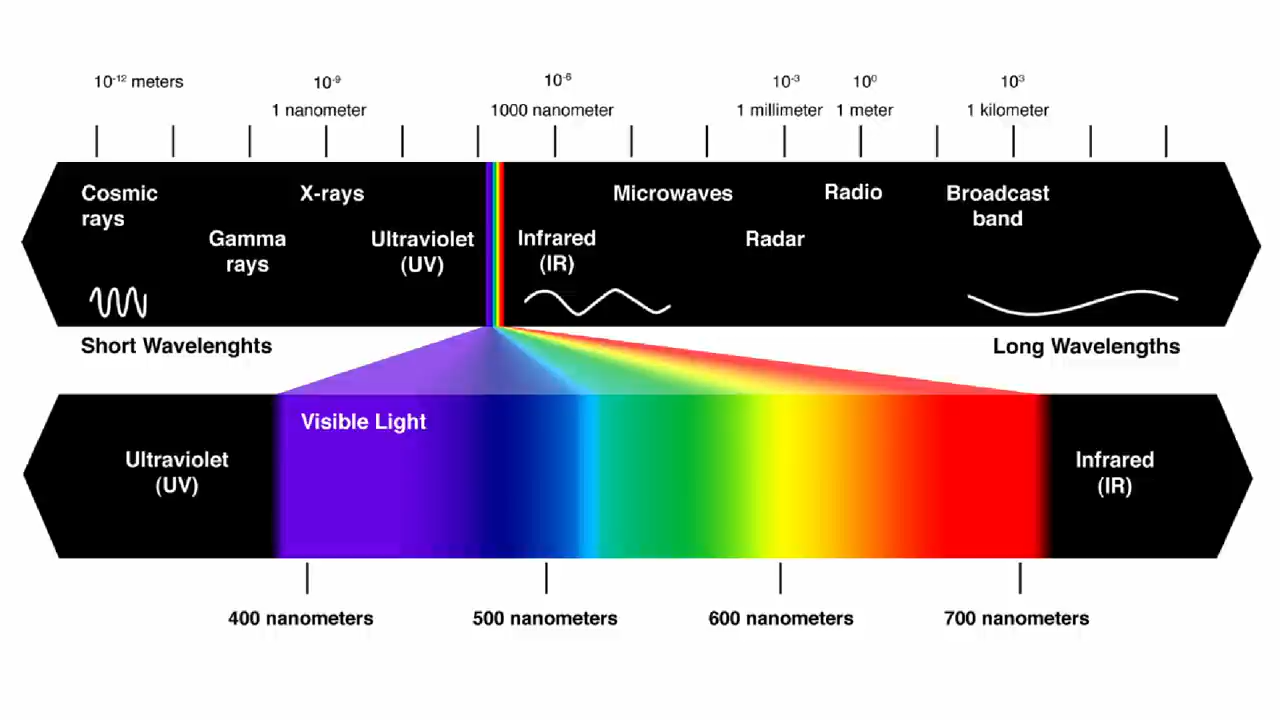 10⁻¹² meters 10⁻⁹ 10⁻⁶ 10⁻³ 10⁰ 10³
1 nanometer 1000 nanometer 1 millimeter 1 meter 1 kilometer
Cosmic
rays
Gamma
rays
X-rays
Ultraviolet
(UV)
Infrared
(IR)
Microwaves
Radar
Radio
Broadcast
band
Short Wavelenghts
Long Wavelengths
Visible Light
Ultraviolet
(UV)
Infrared
(IR)
400 nanometers 500 nanometers 600 nanometers 700 nanometers